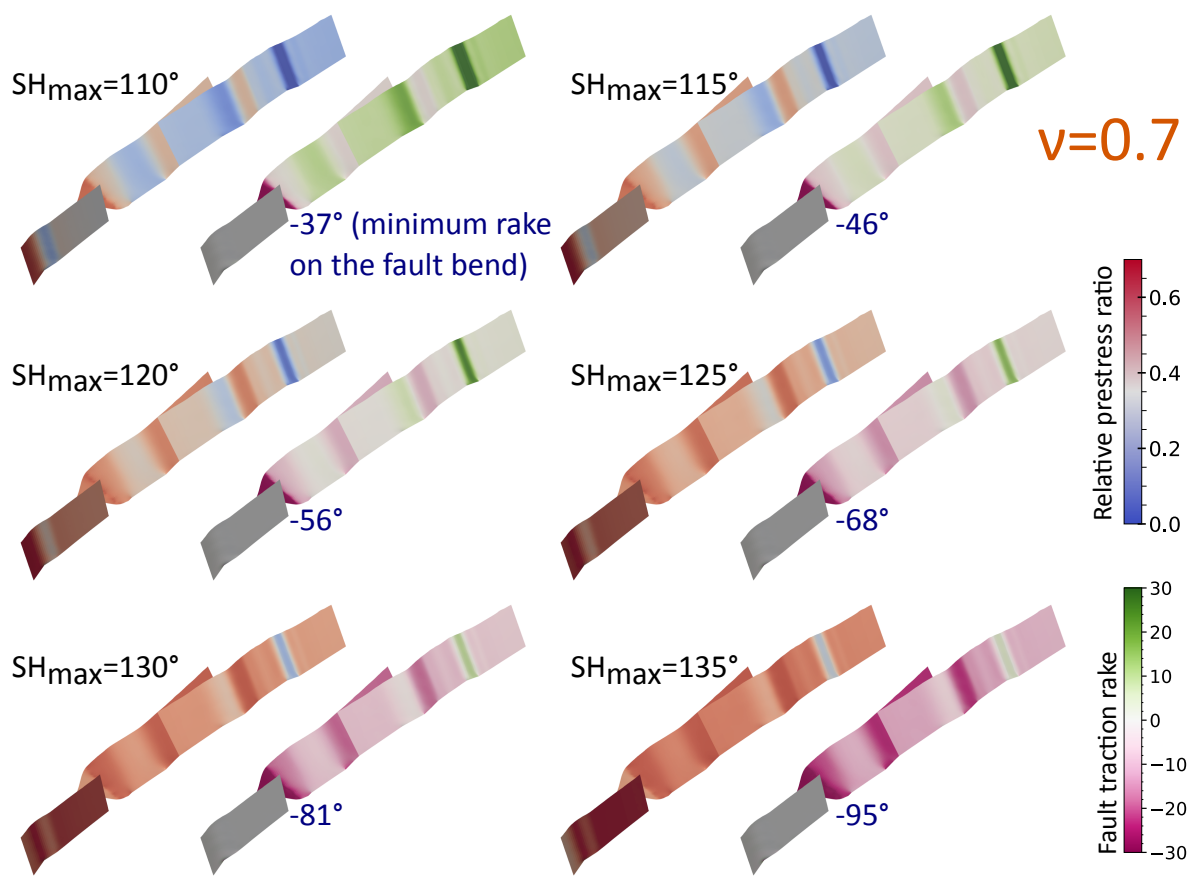 SHmax=110°
SHmax=115°
ν=0.7
-37° (minimum rake
on the fault bend)
-46°
SHmax=120°
SHmax=125°
-56°
-68°
Relative prestress ratio
0.6
0.4
0.2
0.0
SHmax=130°
SHmax=135°
-81°
-95°
Fault traction rake
30
20
10
0
−10
−20
−30